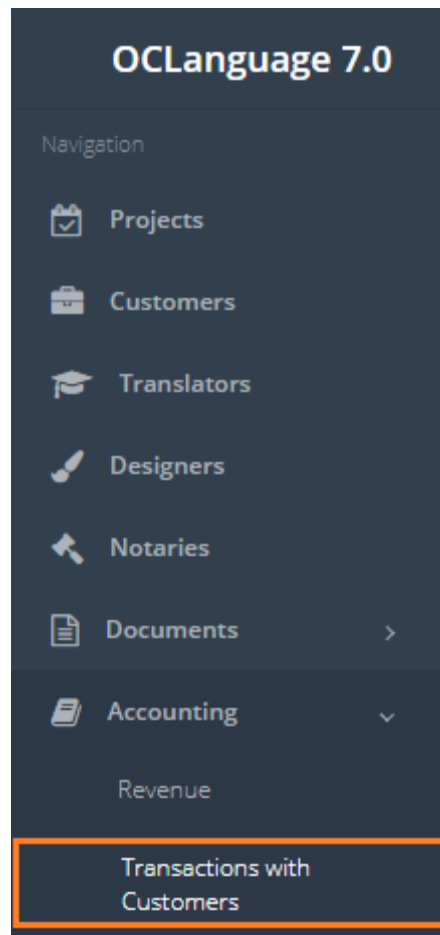 OCLanguage 7.0
Navigation
Projects
Customers
Translators
Designers
Notaries
Documents
Accounting
Revenue
Transactions with
Customers